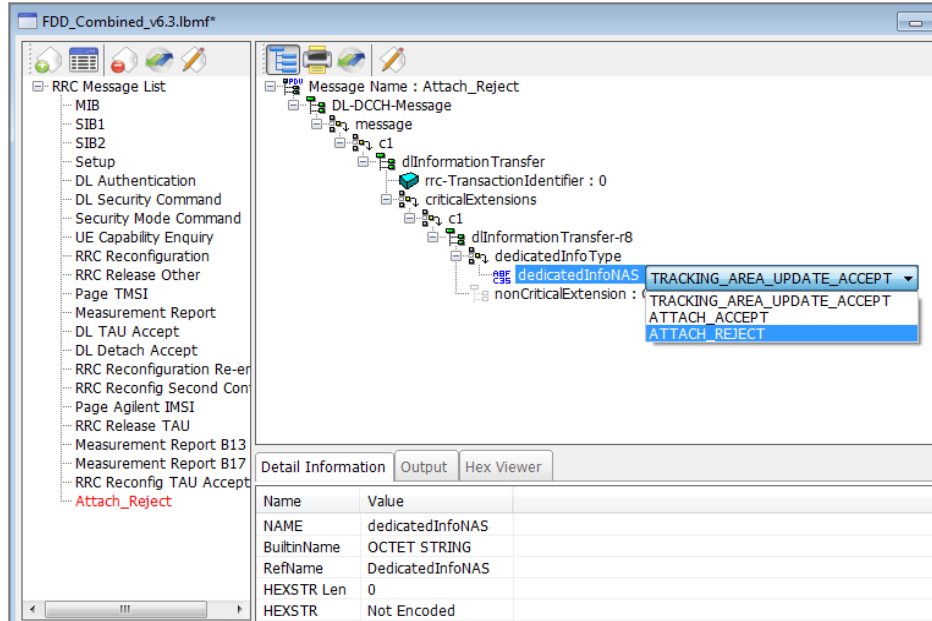 FDD_Combined_v6.3.lbmf*
RRC Message List
MIB
SIB1
SIB2
Setup
DL Authentication
DL Security Command
Security Mode Command
UE Capability Enquiry
RRC Reconfiguration
RRC Release Other
Page TMSI
Measurement Report
DL TAU Accept
DL Detach Accept
RRC Reconfiguration Re-er
RRC Reconfig Second Con
Page Agilent IMSI
RRC Release TAU
Measurement Report B13
Measurement Report B17
RRC Reconfig TAU Accept
Attach_Reject
Message Name : Attach_Reject
DL-DCCH-Message
message
c1
dlInformationTransfer
rrc-TransactionIdentifier : 0
criticalExtensions
c1
dlInformationTransfer-r8
dedicatedInfoType
dedicatedInfoNAS TRACKING_AREA_UPDATE_ACCEPT
nonCriticalExtension :
TRACKING_AREA_UPDATE_ACCEPT
ATTACH_ACCEPT
ATTACH_REJECT
Detail Information Output Hex Viewer
Name Value
NAME dedicatedInfoNAS
BuiltinName OCTET STRING
RefName DedicatedInfoNAS
HEXSTR Len 0
HEXSTR Not Encoded